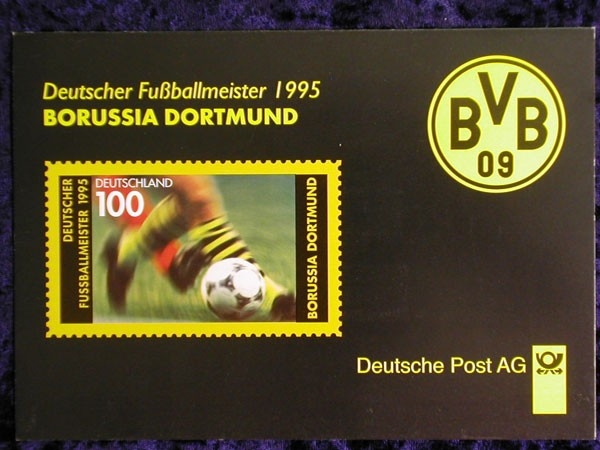 Deutscher Fußballmeister 1995
BORUSSIA DORTMUND
BVB
09
DEUTSCHER
FUSSBALLMEISTER 1995
DEUTSCHLAND
100
BORUSSIA DORTMUND
Deutsche Post AG